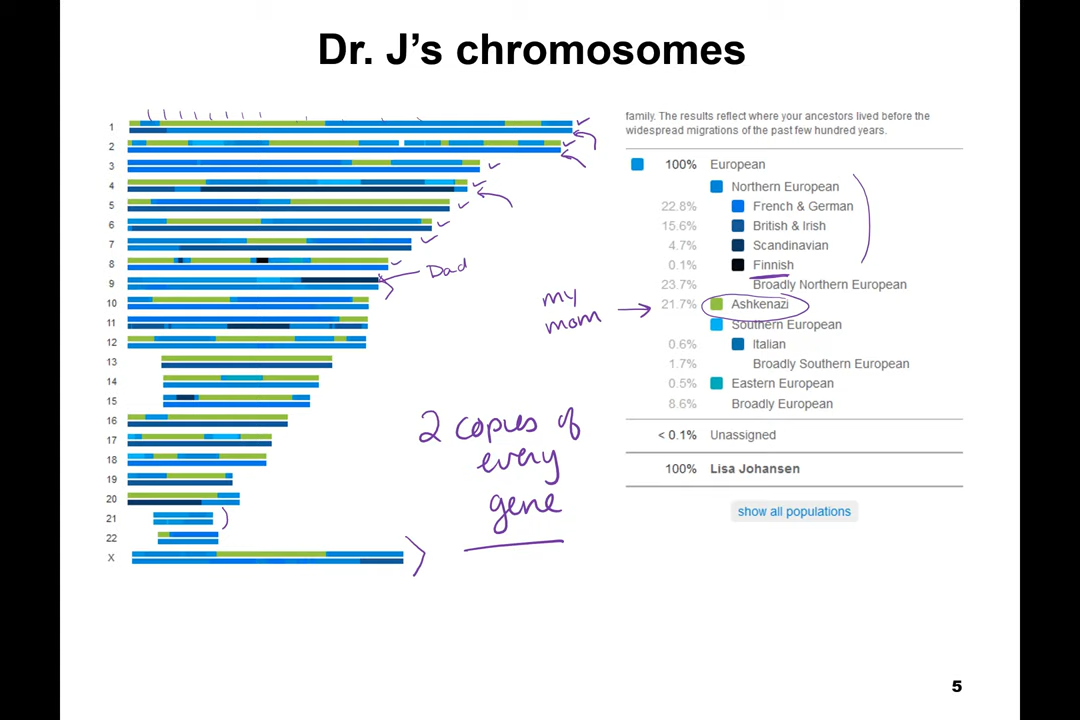 Dr. J's chromosomes
family. The results reflect where your ancestors lived before the
widespread migrations of the past few hundred years.
100% European
Northern European
22.8% French & German
15.6% British & Irish
4.7% Scandinavian
0.1% Finnish
23.7% Broadly Northern European
21.7% Ashkenazi
Southern European
0.6% Italian
1.7% Broadly Southern European
0.5% Eastern European
8.6% Broadly European
< 0.1% Unassigned
100% Lisa Johansen
show all populations
1
2
3
4
5
6
7
8
9
10
11
12
13
14
15
16
17
18
19
20
21
22
X
Dad
my
mom
2 copies of
every
gene
5